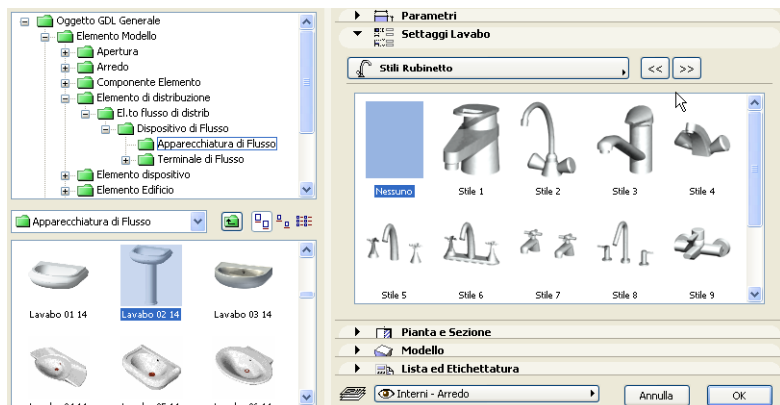 Oggetto GDL Generale
Elemento Modello
Apertura
Arredo
Componente Elemento
Elemento di distribuzione
El.to flusso di distrib
Dispositivo di Flusso
Apparecchiatura di Flusso
Terminale di Flusso
Elemento dispositivo
Elemento Edificio
Apparecchiatura di Flusso
Lavabo 01 14 Lavabo 02 14 Lavabo 03 14
Parametri
Settaggi Lavabo
Stili Rubinetto << >>
Nessuno Stile 1 Stile 2 Stile 3 Stile 4
Stile 5 Stile 6 Stile 7 Stile 8 Stile 9
Pianta e Sezione
Modello
Lista ed Etichettatura
Interni - Arredo Annulla OK